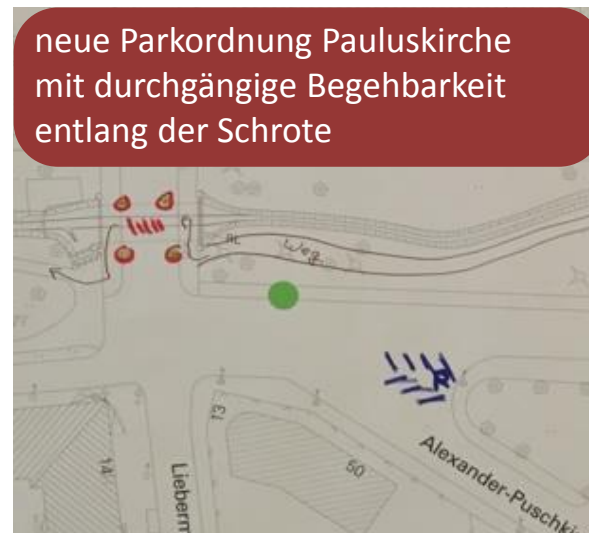 neue Parkordnung Pauluskirche
mit durchgängige Begehbarkeit
entlang der Schrote
Weg
13
14
50
Lieberm
Alexander-Puschki